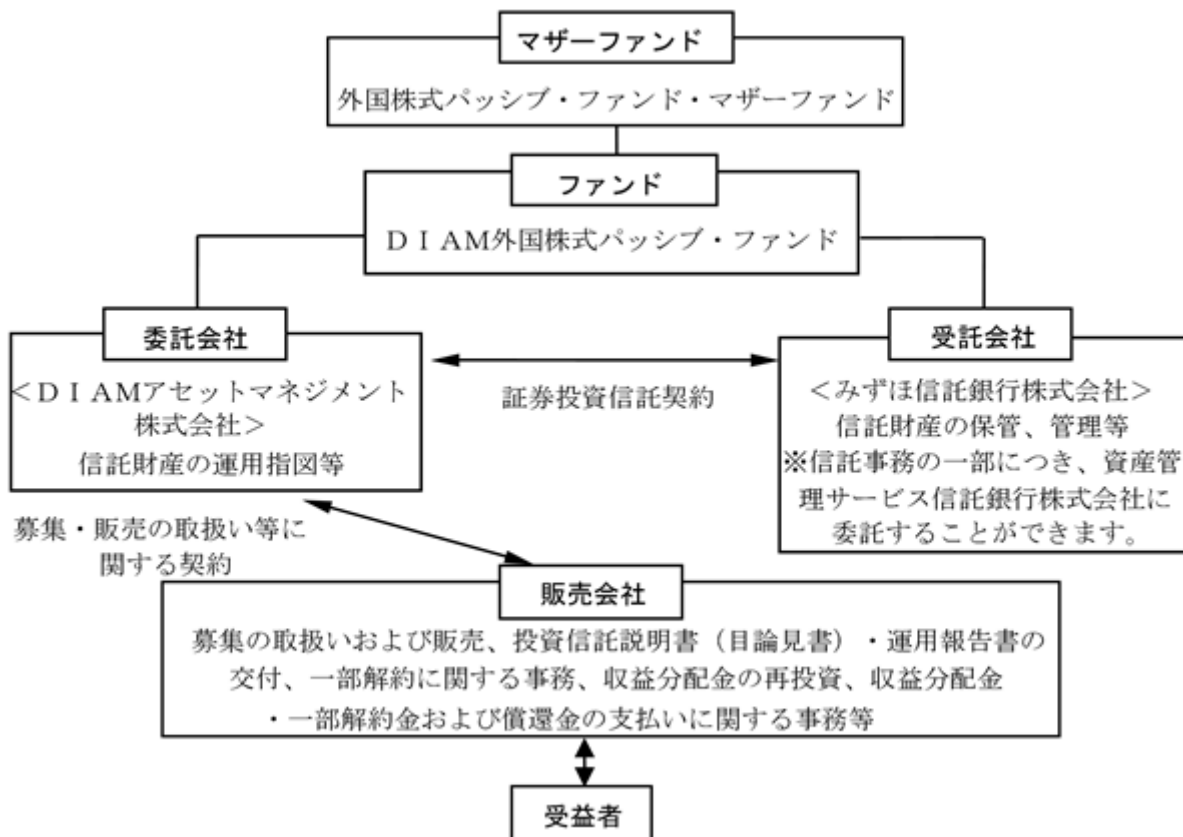 マザーファンド
外国株式パッシブ・ファンド・マザーファンド
ファンド
ＤＩＡＭ外国株式パッシブ・ファンド
委託会社
＜ＤＩＡＭアセットマネジメント
株式会社＞
信託財産の運用指図等
証券投資信託契約
受託会社
＜みずほ信託銀行株式会社＞
信託財産の保管、管理等
※信託事務の一部につき、資産管
理サービス信託銀行株式会社に
委託することができます。
募集・販売の取扱い等に
関する契約
販売会社
募集の取扱いおよび販売、投資信託説明書（目論見書）・運用報告書の
交付、一部解約に関する事務、収益分配金の再投資、収益分配金
・一部解約金および償還金の支払いに関する事務等
受益者